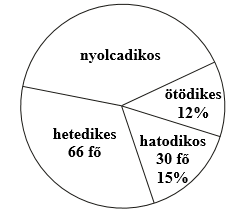 nyolcadikos
ötödikes
12%
hetedikes
66 fő
hatodikos
30 fő
15%